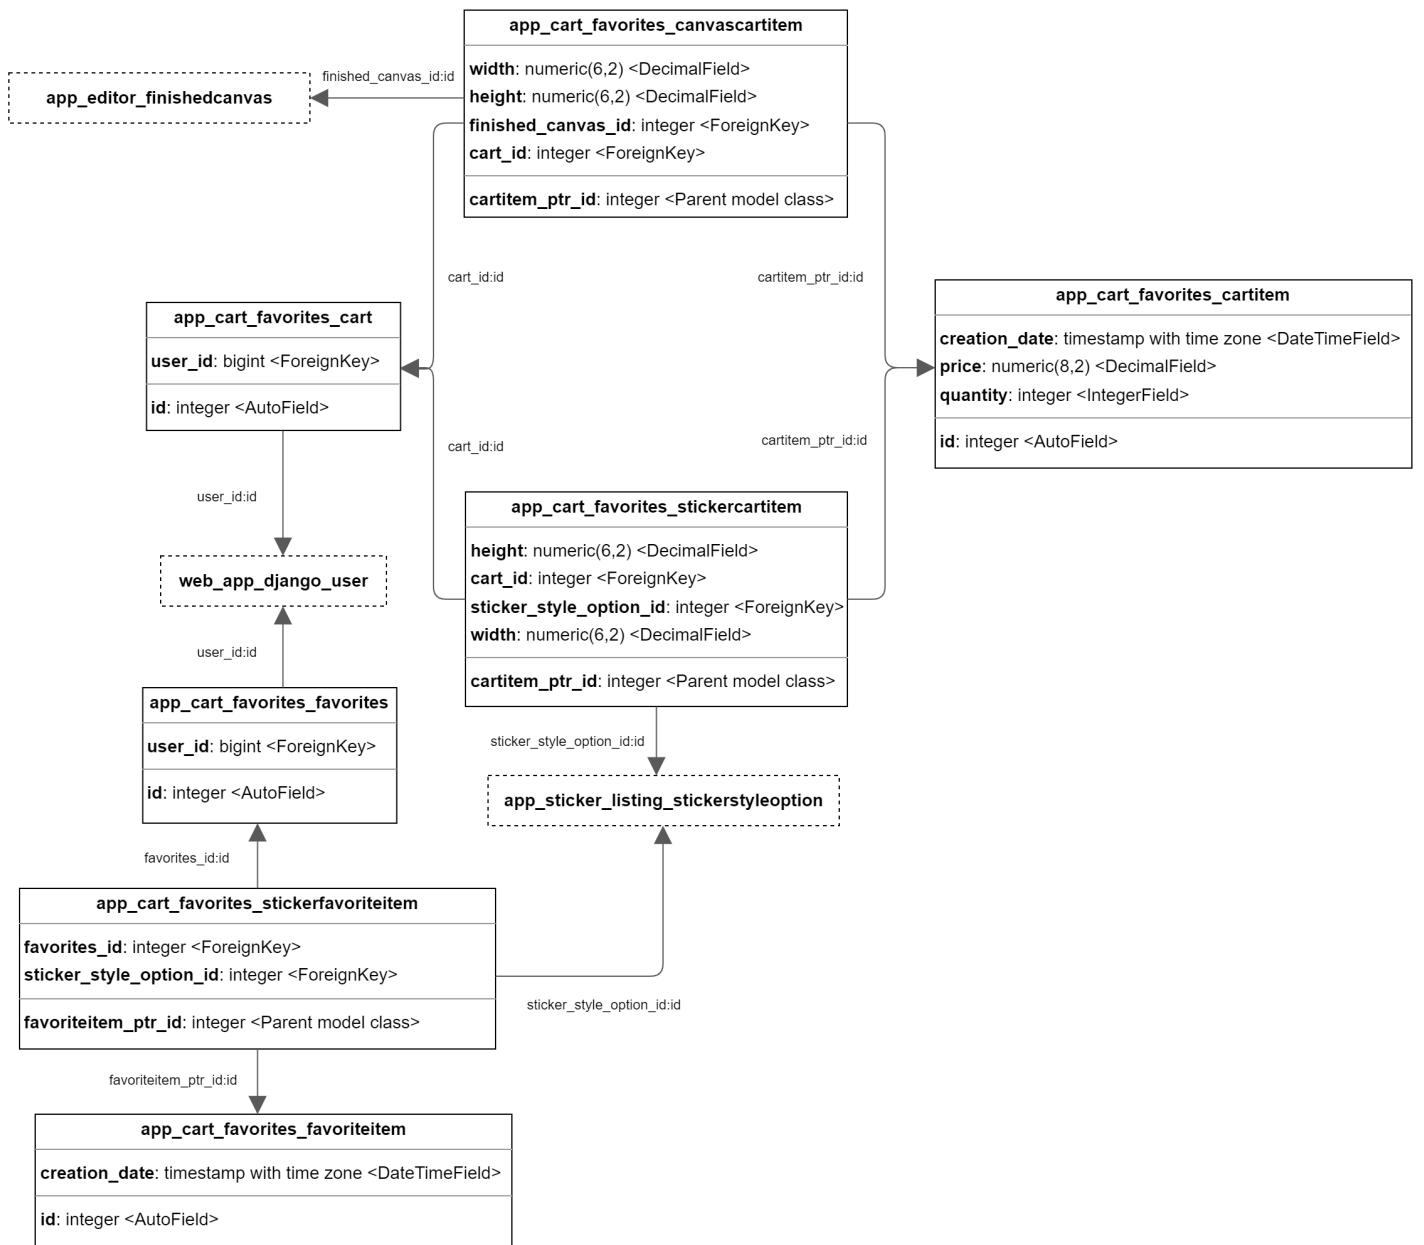 app_cart_favorites_canvascartitem
width: numeric(6,2) <DecimalField>
height: numeric(6,2) <DecimalField>
finished_canvas_id: integer <ForeignKey>
cart_id: integer <ForeignKey>
cartitem_ptr_id: integer <Parent model class>
finished_canvas_id:id
app_editor_finishedcanvas
cart_id:id
cartitem_ptr_id:id
app_cart_favorites_cartitem
creation_date: timestamp with time zone <DateTimeField>
price: numeric(8,2) <DecimalField>
quantity: integer <IntegerField>
id: integer <AutoField>
app_cart_favorites_cart
user_id: bigint <ForeignKey>
id: integer <AutoField>
cart_id:id
cartitem_ptr_id:id
user_id:id
app_cart_favorites_stickercartitem
height: numeric(6,2) <DecimalField>
cart_id: integer <ForeignKey>
sticker_style_option_id: integer <ForeignKey>
width: numeric(6,2) <DecimalField>
cartitem_ptr_id: integer <Parent model class>
web_app_django_user
user_id:id
app_cart_favorites_favorites
user_id: bigint <ForeignKey>
id: integer <AutoField>
sticker_style_option_id:id
app_sticker_listing_stickerstyleoption
favorites_id:id
app_cart_favorites_stickerfavoriteitem
favorites_id: integer <ForeignKey>
sticker_style_option_id: integer <ForeignKey>
favoriteitem_ptr_id: integer <Parent model class>
sticker_style_option_id:id
favoriteitem_ptr_id:id
app_cart_favorites_favoriteitem
creation_date: timestamp with time zone <DateTimeField>
id: integer <AutoField>